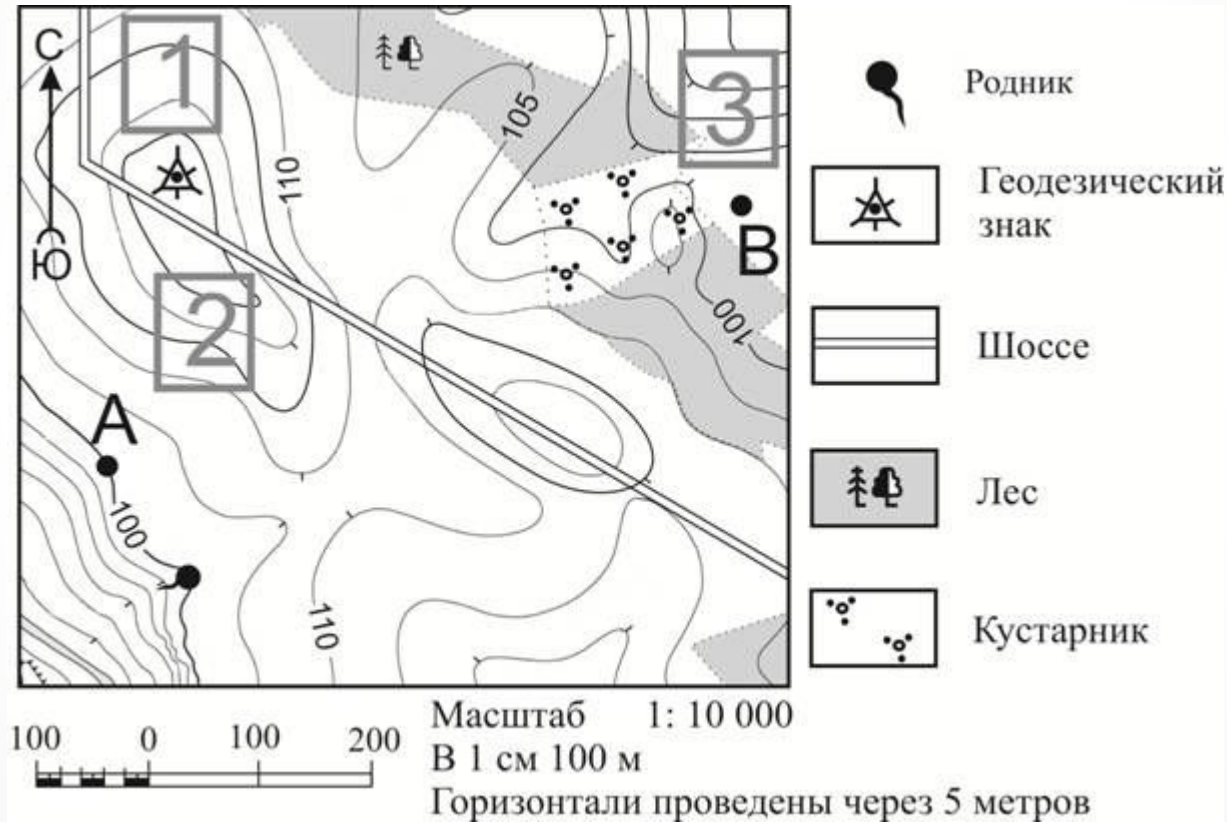 С
1
3
105
110
Ю
2
В
100
А
100
110
Родник
Геодезический
знак
Шоссе
Лес
Кустарник
100 0 100 200
Масштаб 1: 10 000
В 1 см 100 м
Горизонтали проведены через 5 метров